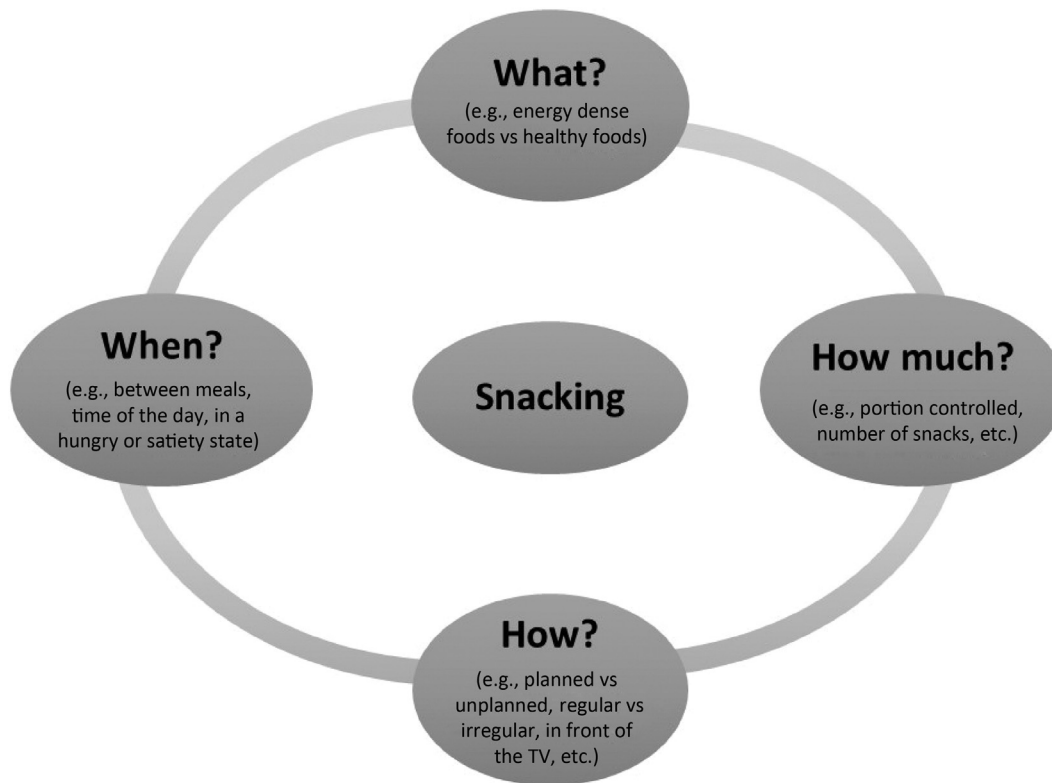 What?
(e.g., energy dense
foods vs healthy foods)
When?
(e.g., between meals,
time of the day, in a
hungry or satiety state)
Snacking
How much?
(e.g., portion controlled,
number of snacks, etc.)
How?
(e.g., planned vs
unplanned, regular vs
irregular, in front of
the TV, etc.)